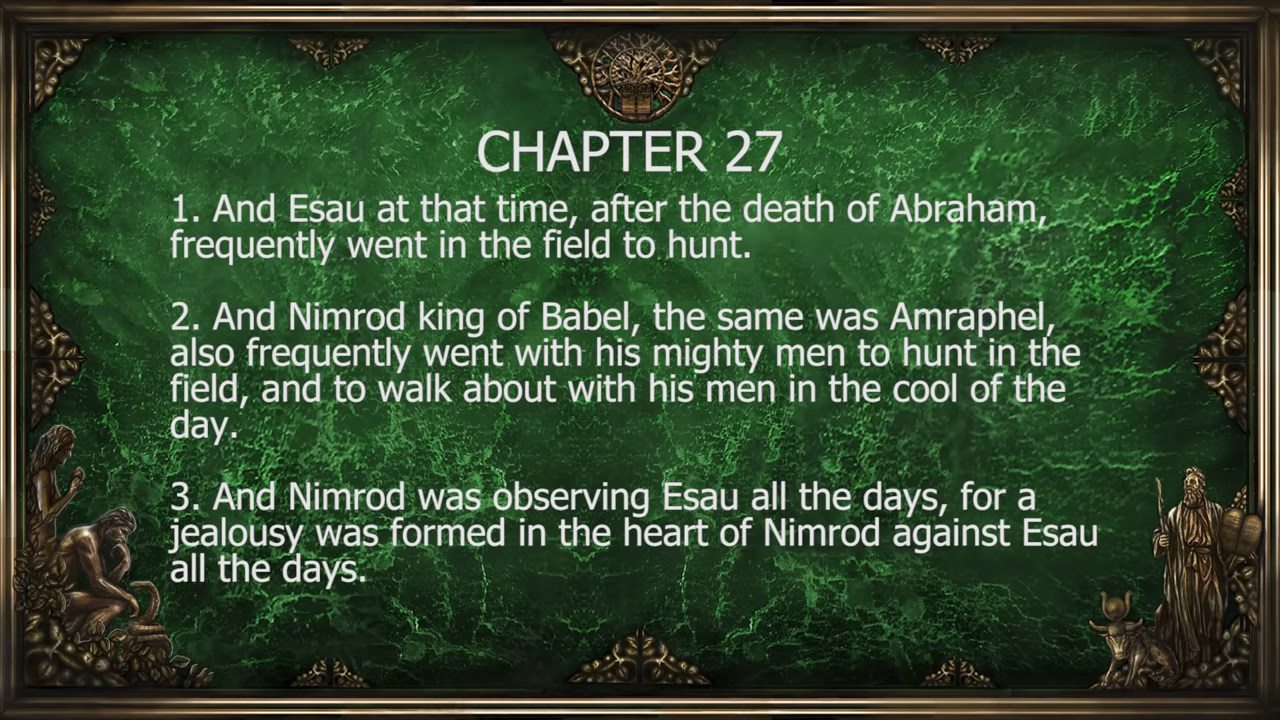 CHAPTER 27
1. And Esau at that time, after the death of Abraham,
frequently went in the field to hunt.
2. And Nimrod king of Babel, the same was Amraphel,
also frequently went with his mighty men to hunt in the
field, and to walk about with his men in the cool of the
day.
3. And Nimrod was observing Esau all the days, for a
jealousy was formed in the heart of Nimrod against Esau
all the days.